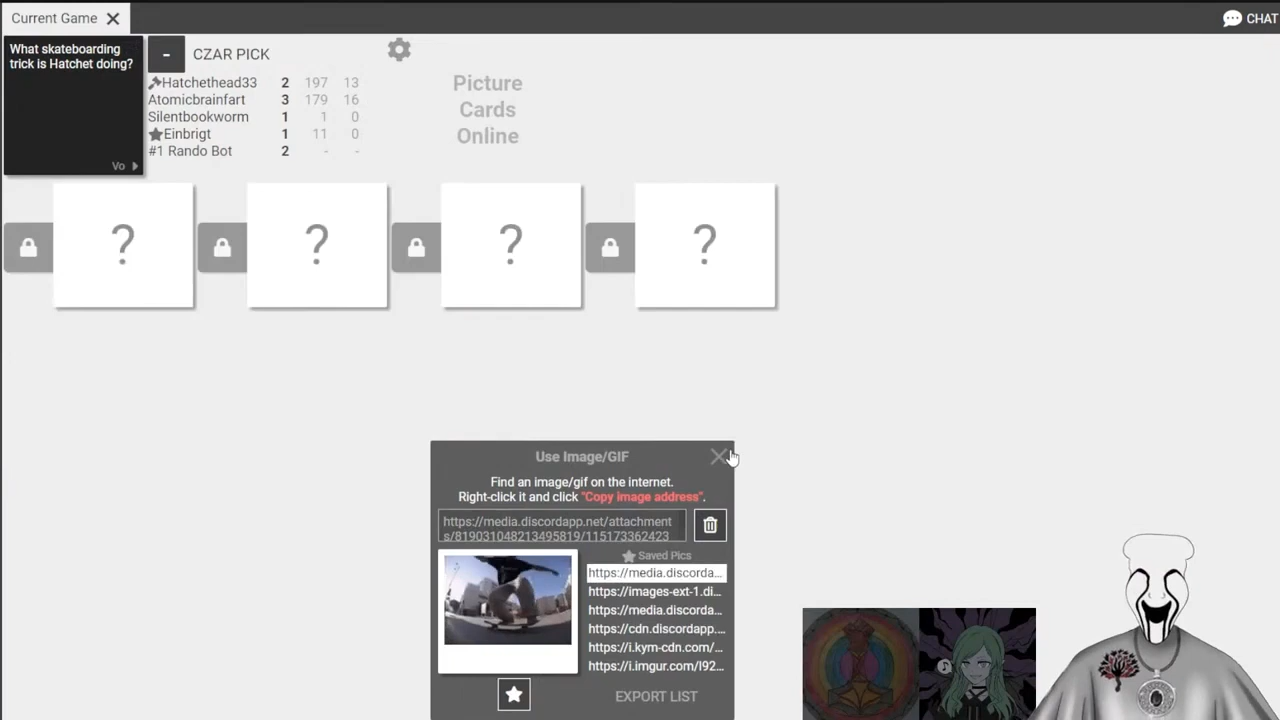 Current Game
CHAT
What skateboarding
trick is Hatchet doing?
Vo
-
CZAR PICK
Hatchethead33 2 197 13
Atomicbrainfart 3 179 16
Silentbookworm 1 1 0
Einbrigt 1 11 0
#1 Rando Bot 2 - -
Picture
Cards
Online
? ? ? ?
Use Image/GIF
Find an image/gif on the internet.
Right-click it and click "Copy image address".
https://media.discordapp.net/attachment
s/819031048213495819/115173362423
Saved Pics
https://media.discorda...
https://images-ext-1.di...
https://media.discorda...
https://cdn.discordapp....
https://i.kym-cdn.com/...
https://i.imgur.com/I92...
EXPORT LIST